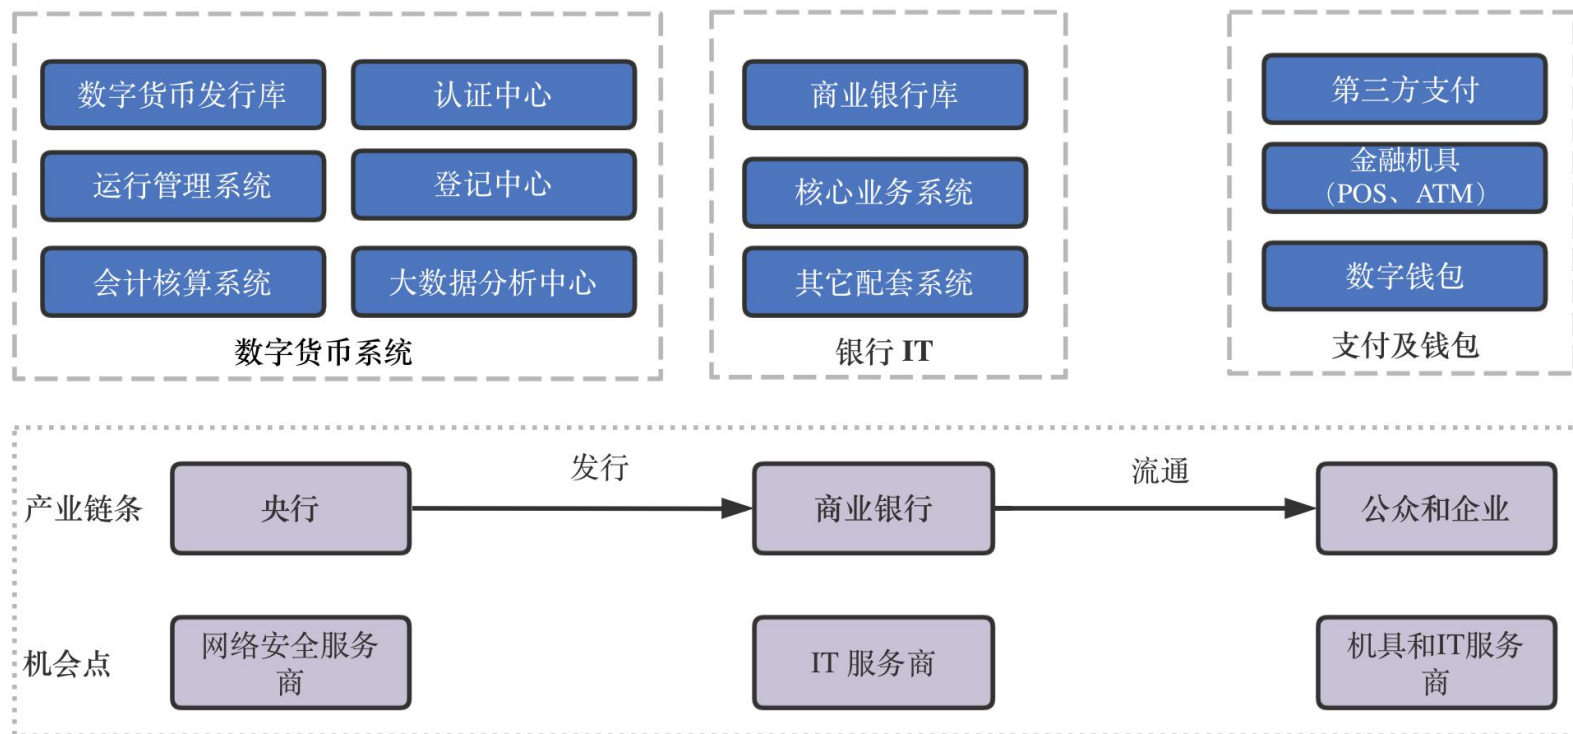 数字货币发行库
认证中心
运行管理系统
登记中心
会计核算系统
大数据分析中心
数字货币系统
商业银行库
核心业务系统
其它配套系统
银行 IT
第三方支付
金融机具
（POS、ATM）
数字钱包
支付及钱包
产业链条
央行
发行
商业银行
流通
公众和企业
机会点
网络安全服务
商
IT 服务商
机具和IT服务
商